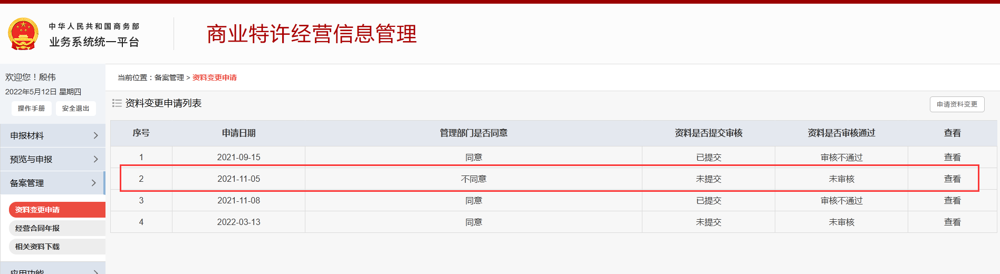 中华人民共和国商务部
业务系统统一平台
商业特许经营信息管理
欢迎您！殷伟
2022年5月12日 星期四
操作手册 安全退出
申报材料
预览与申报
备案管理
资料变更申请
经营合同年报
相关资料下载
应用功能
当前位置：备案管理 > 资料变更申请
资料变更申请列表
申请资料变更
序号 申请日期 管理部门是否同意 资料是否提交审核 资料是否审核通过 查看
1 2021-09-15 同意 已提交 审核不通过 查看
2 2021-11-05 不同意 未提交 未审核 查看
3 2021-11-08 同意 已提交 审核不通过 查看
4 2022-03-13 同意 未提交 未审核 查看